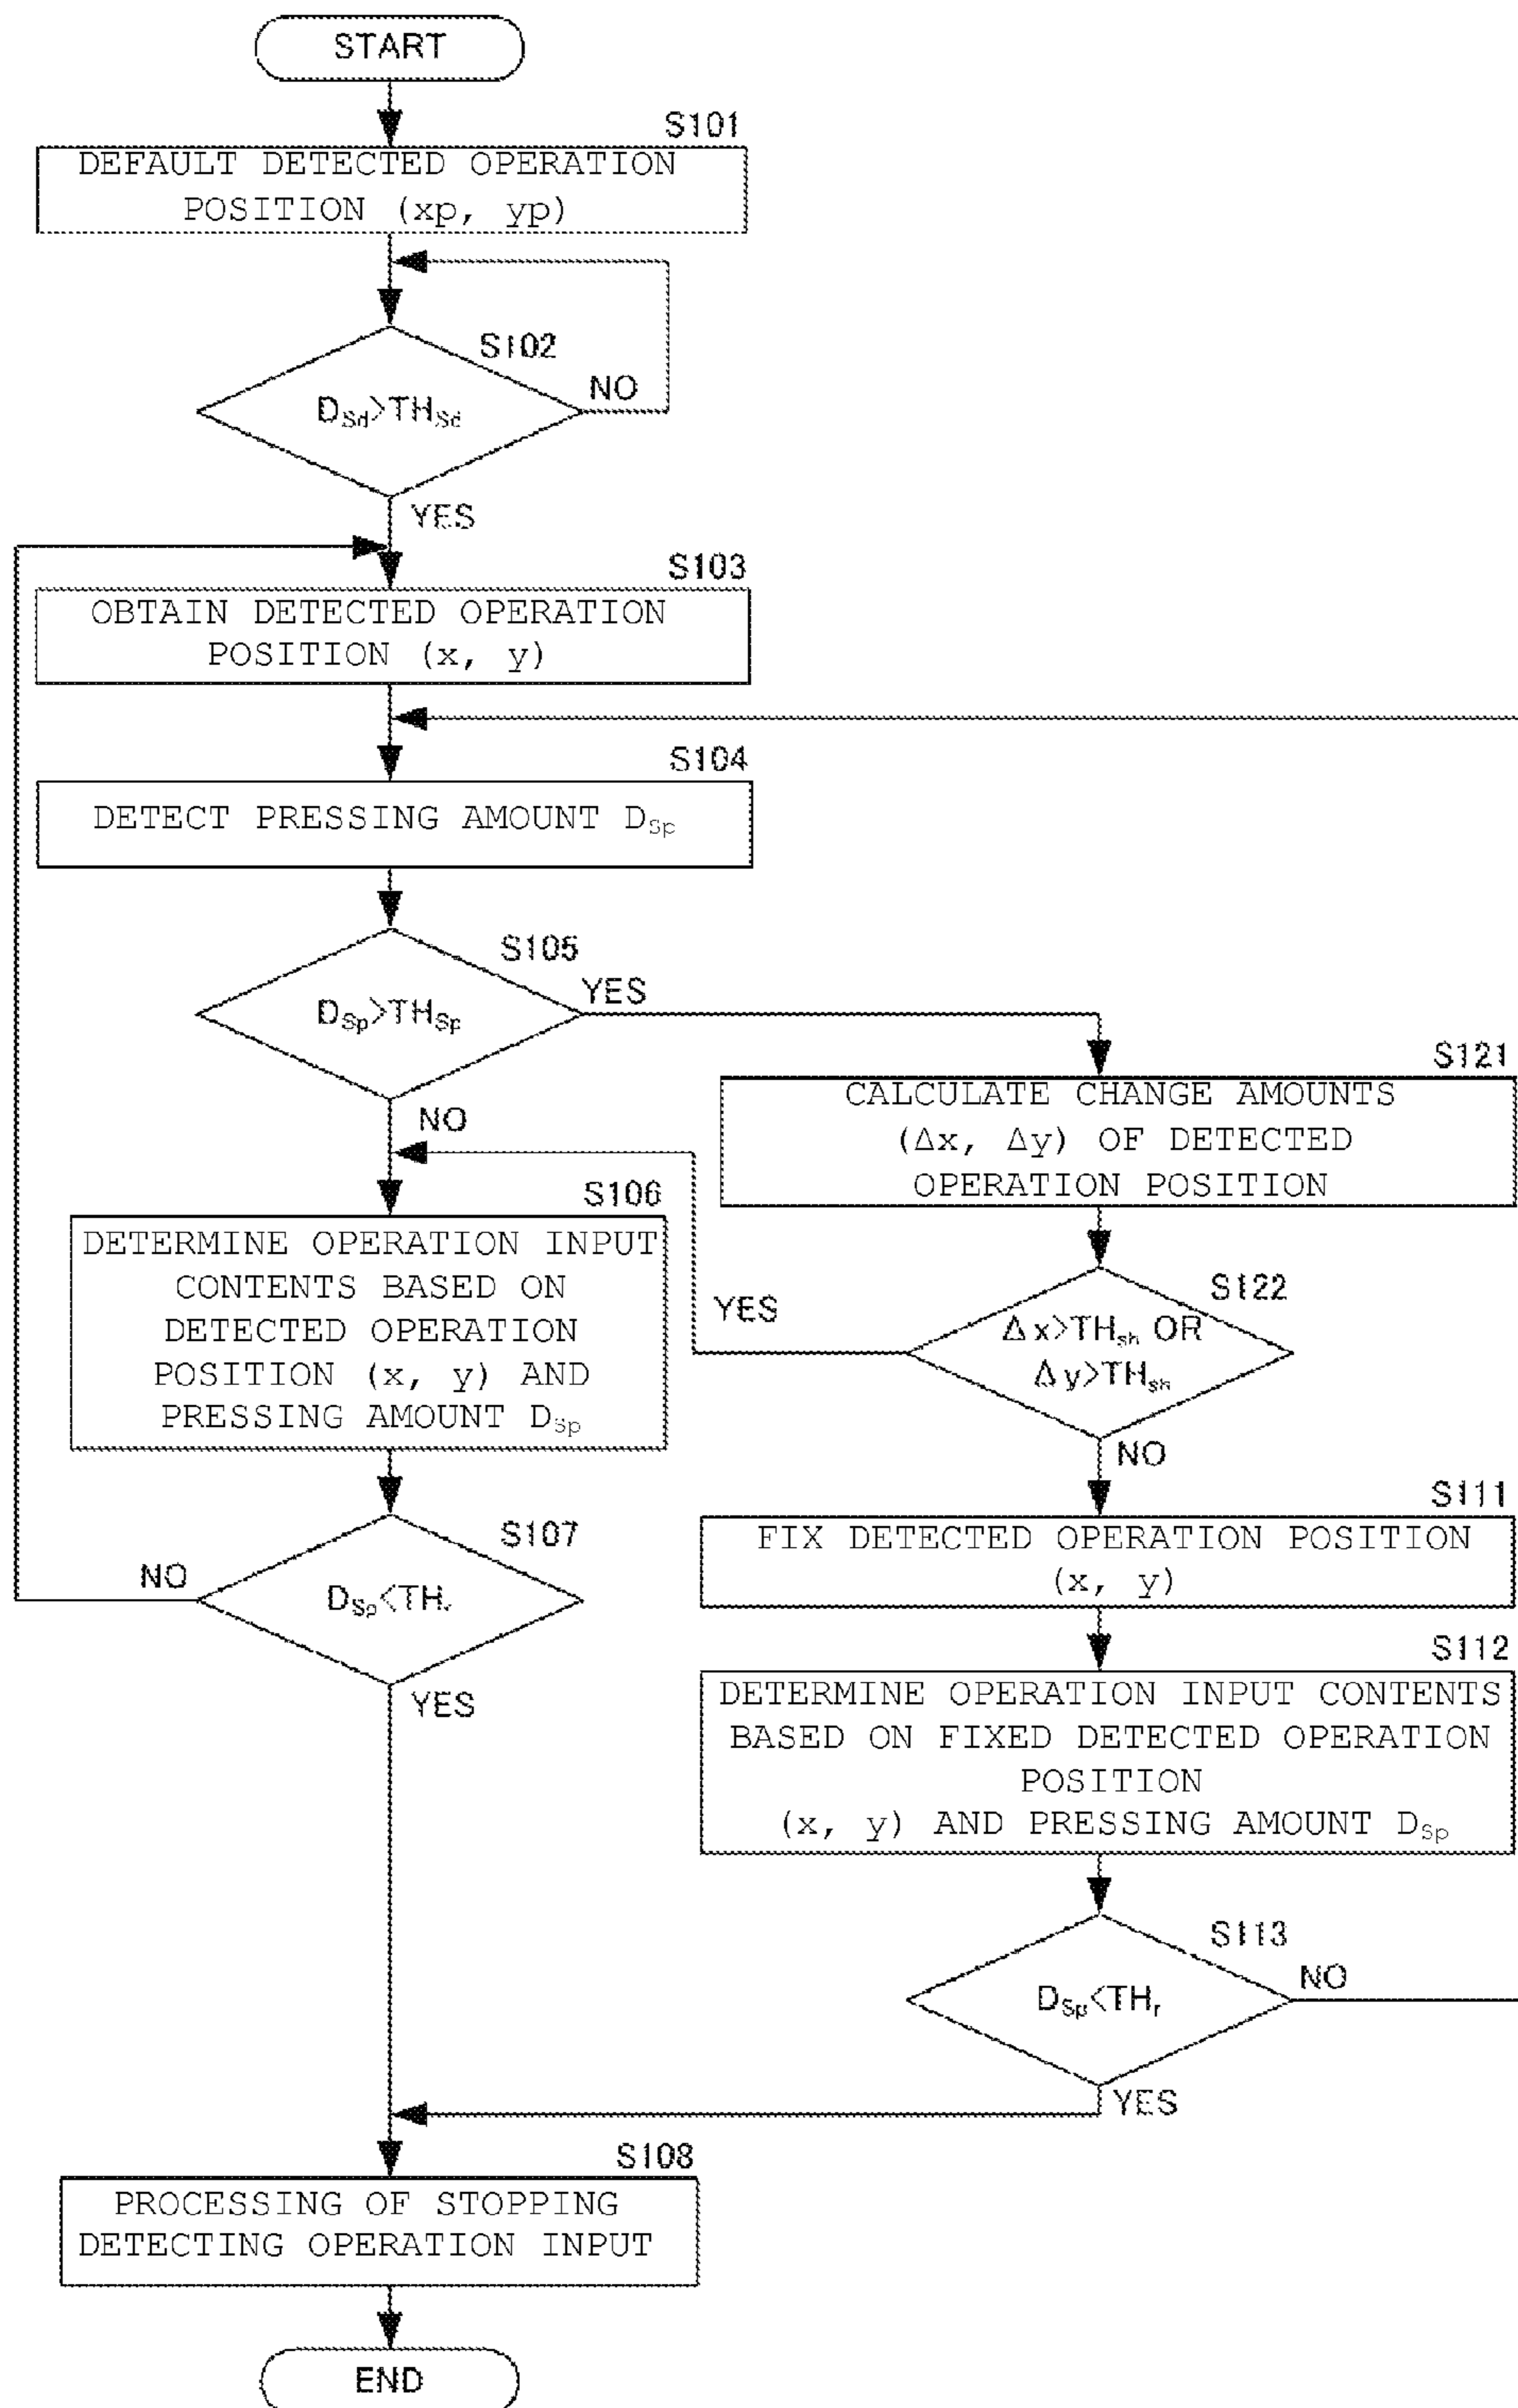 START
S101
DEFAULT DETECTED OPERATION
POSITION (xp, yp)
S102
D_Sd>TH_Sd
NO
YES
S103
OBTAIN DETECTED OPERATION
POSITION (x, y)
S104
DETECT PRESSING AMOUNT D_Sp
S105
D_Sp>TH_Sp
YES
NO
S121
CALCULATE CHANGE AMOUNTS
(Δx, Δy) OF DETECTED
OPERATION POSITION
S106
DETERMINE OPERATION INPUT
CONTENTS BASED ON
DETECTED OPERATION
POSITION (x, y) AND
PRESSING AMOUNT D_Sp
S122
Δx>TH_sh OR
Δy>TH_sh
YES
NO
S107
D_Sp<TH_r
NO
YES
S111
FIX DETECTED OPERATION POSITION
(x, y)
S112
DETERMINE OPERATION INPUT CONTENTS
BASED ON FIXED DETECTED OPERATION
POSITION
(x, y) AND PRESSING AMOUNT D_Sp
S113
D_Sp<TH_r
NO
YES
S108
PROCESSING OF STOPPING
DETECTING OPERATION INPUT
END